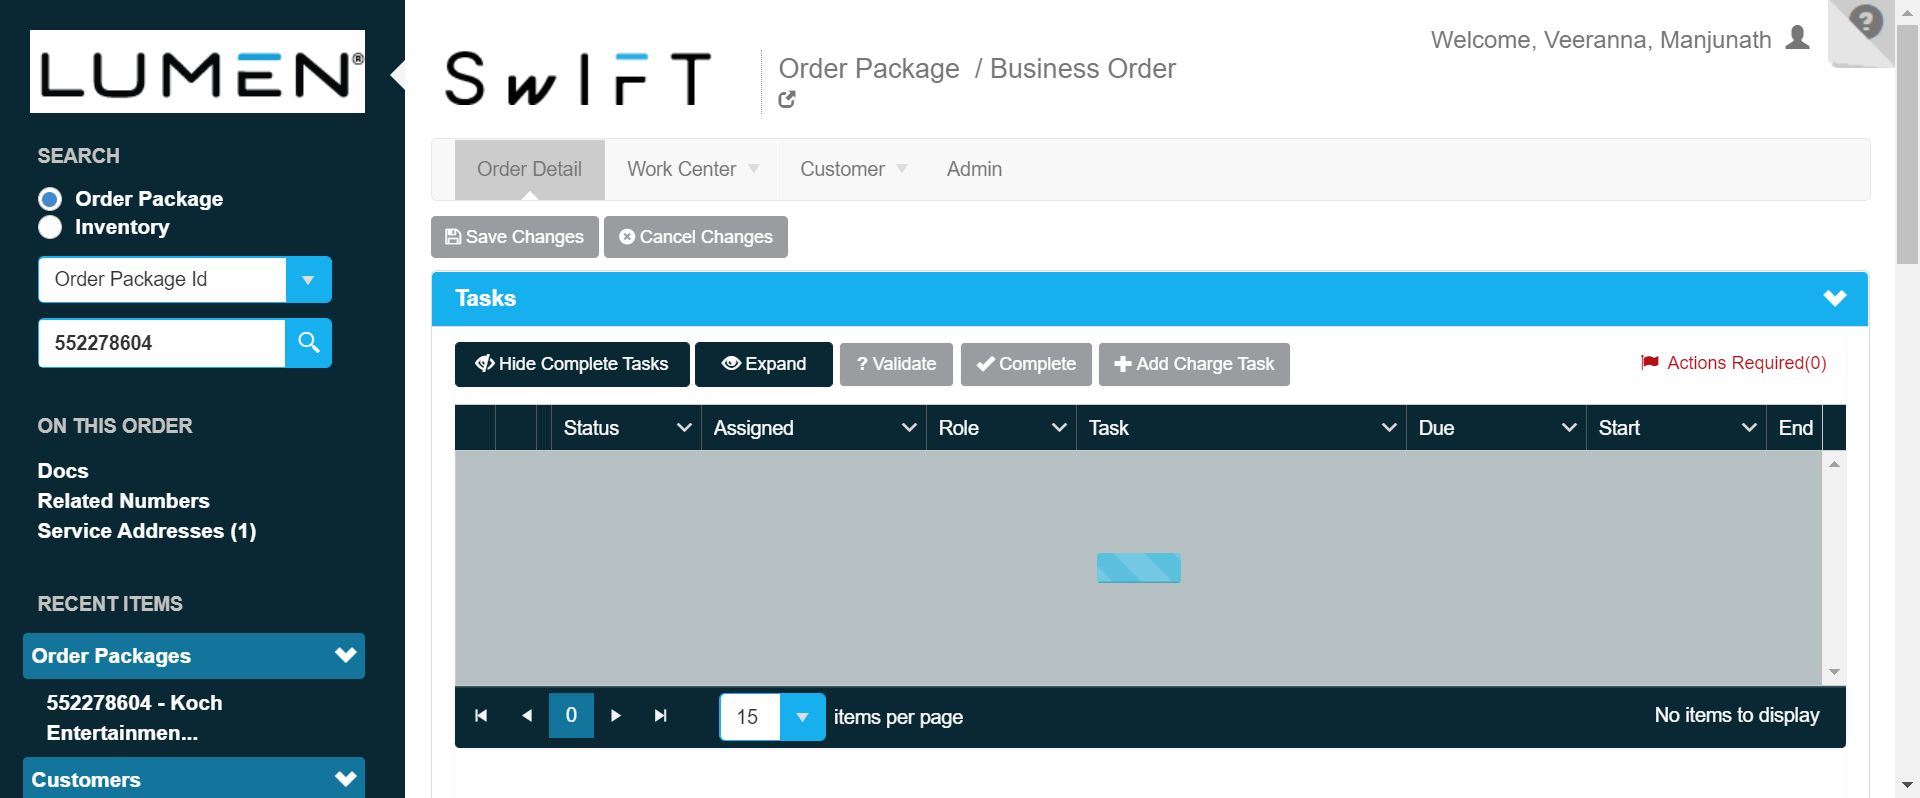 LUMEN®
SEARCH
Order Package
Inventory
Order Package Id
552278604
ON THIS ORDER
Docs
Related Numbers
Service Addresses (1)
RECENT ITEMS
Order Packages
552278604 - Koch
Entertainmen...
Customers
SwIFT
Order Package / Business Order
Welcome, Veeranna, Manjunath
?
Order Detail Work Center Customer Admin
Save Changes Cancel Changes
Tasks
Hide Complete Tasks Expand ? Validate Complete Add Charge Task Actions Required(0)
Status Assigned Role Task Due Start End
0 15 items per page No items to display